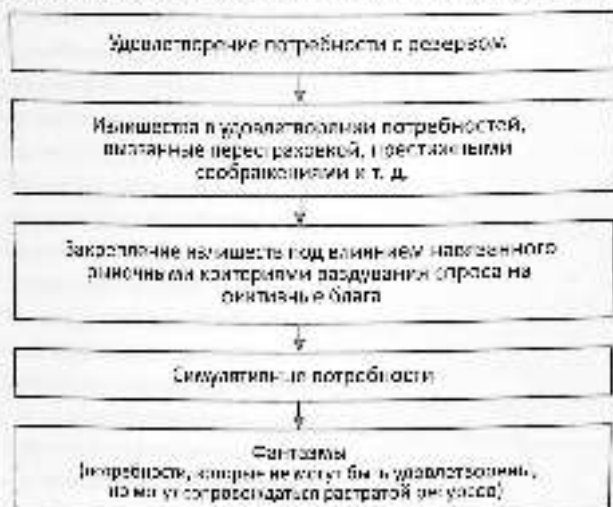 Удовлетворение потребности с резервом
Излишества в удовлетворении потребностей,
вызванные перестраховкой, престижными
соображениями и т. д.
Закрепление излишеств под влиянием навязанного
рыночными критериями раздувания спроса на
фиктивные блага
Симулятивные потребности
Фантазмы
(потребности, которые не могут быть удовлетворены,
но могут сопровождаться растратой ресурсов)